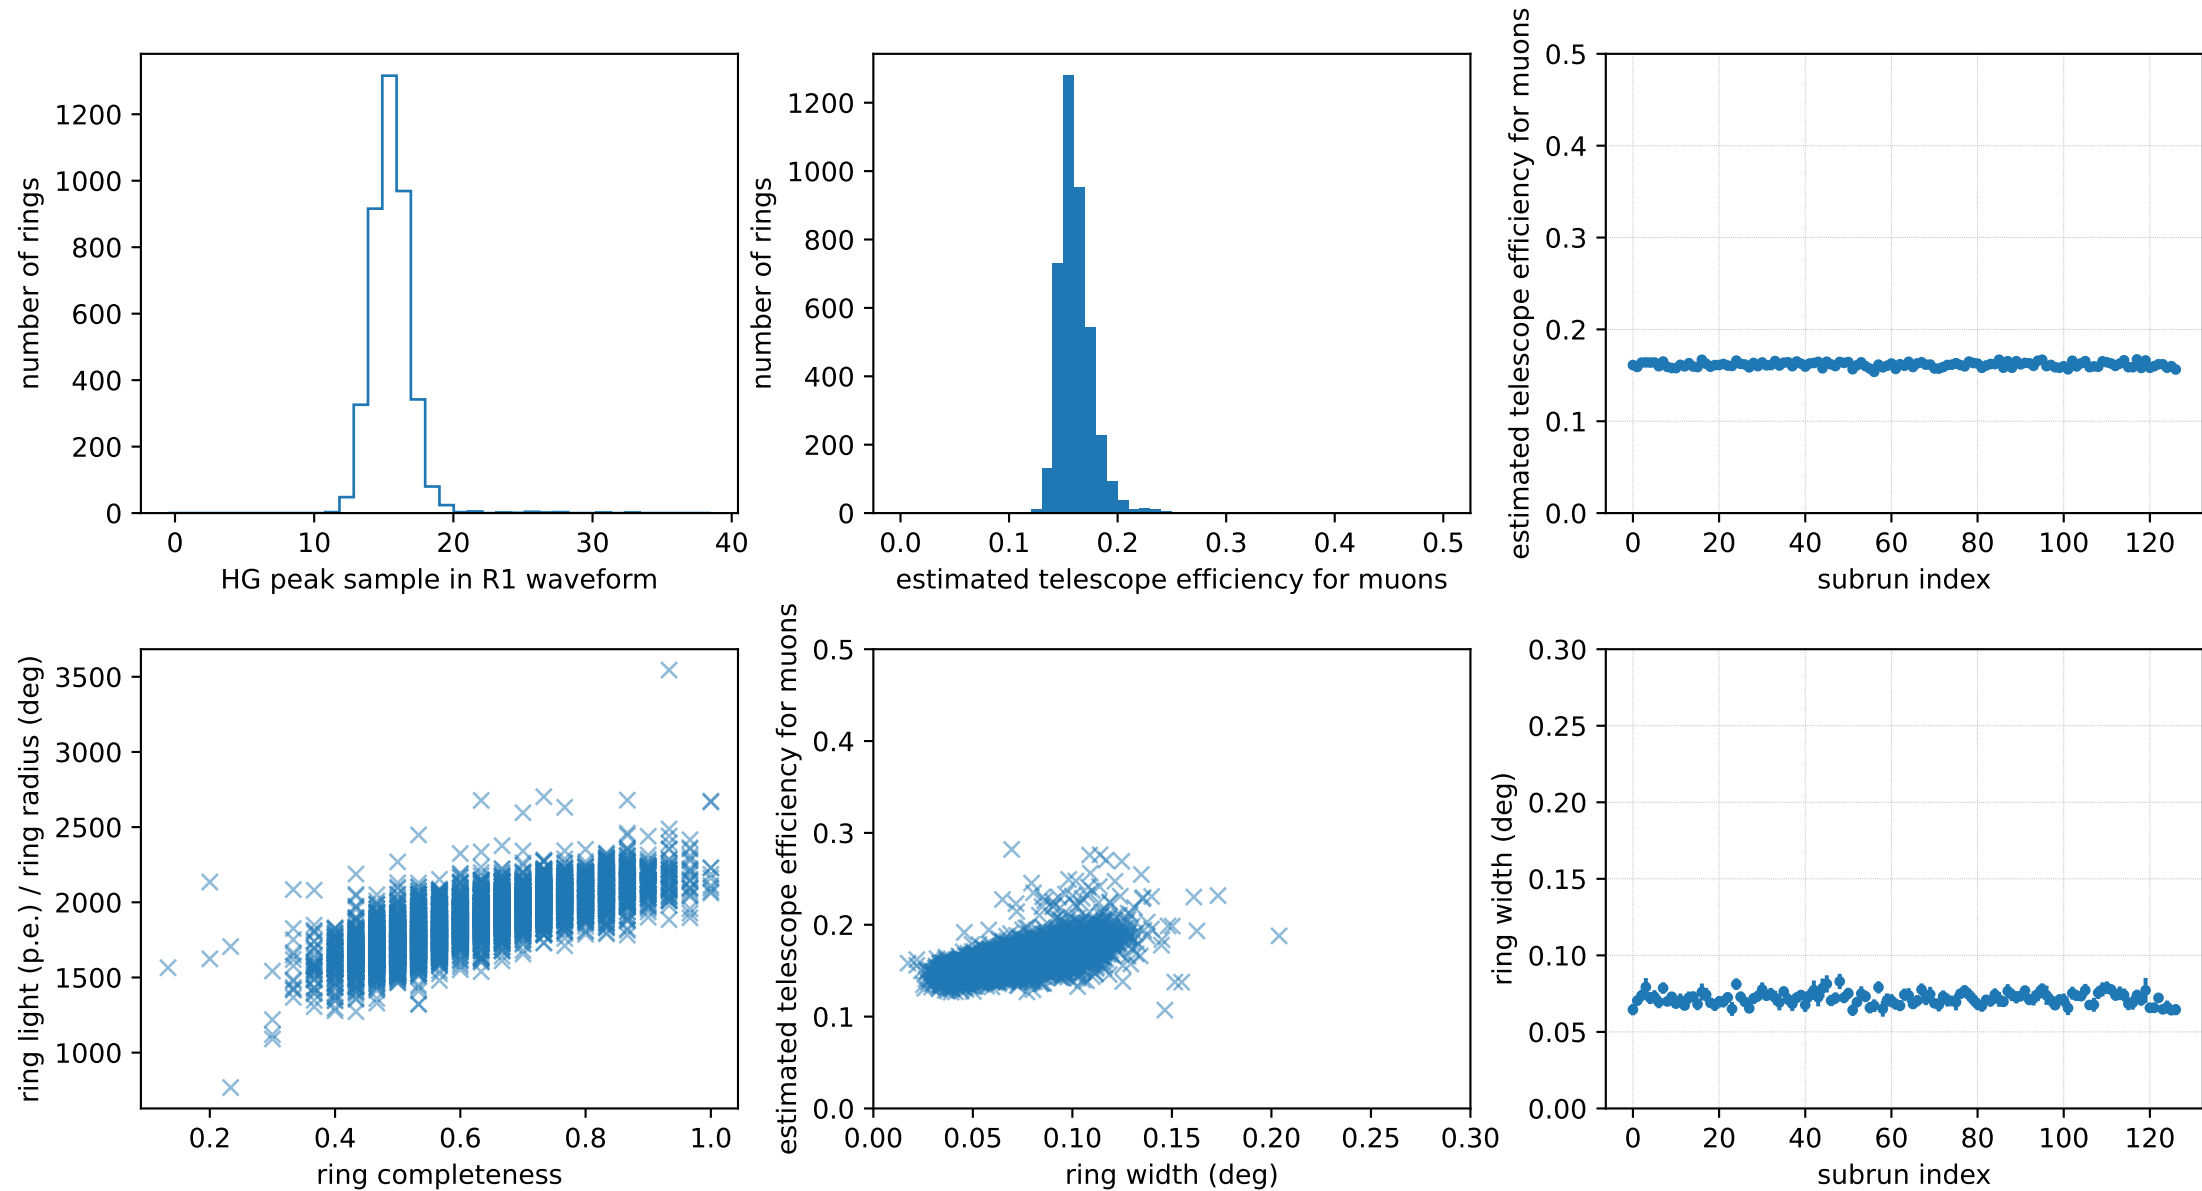 number of rings
1200
1000
800
600
400
200
0
0 10 20 30 40
HG peak sample in R1 waveform
number of rings
1200
1000
800
600
400
200
0
0.0 0.1 0.2 0.3 0.4 0.5
estimated telescope efficiency for muons
estimated telescope efficiency for muons
0.5
0.4
0.3
0.2
0.1
0.0
0 20 40 60 80 100 120
subrun index
ring light (p.e.) / ring radius (deg)
3500
3000
2500
2000
1500
1000
0.2 0.4 0.6 0.8 1.0
ring completeness
estimated telescope efficiency for muons
0.5
0.4
0.3
0.2
0.1
0.0
0.00 0.05 0.10 0.15 0.20 0.25 0.30
ring width (deg)
ring width (deg)
0.30
0.25
0.20
0.15
0.10
0.05
0.00
0 20 40 60 80 100 120
subrun index